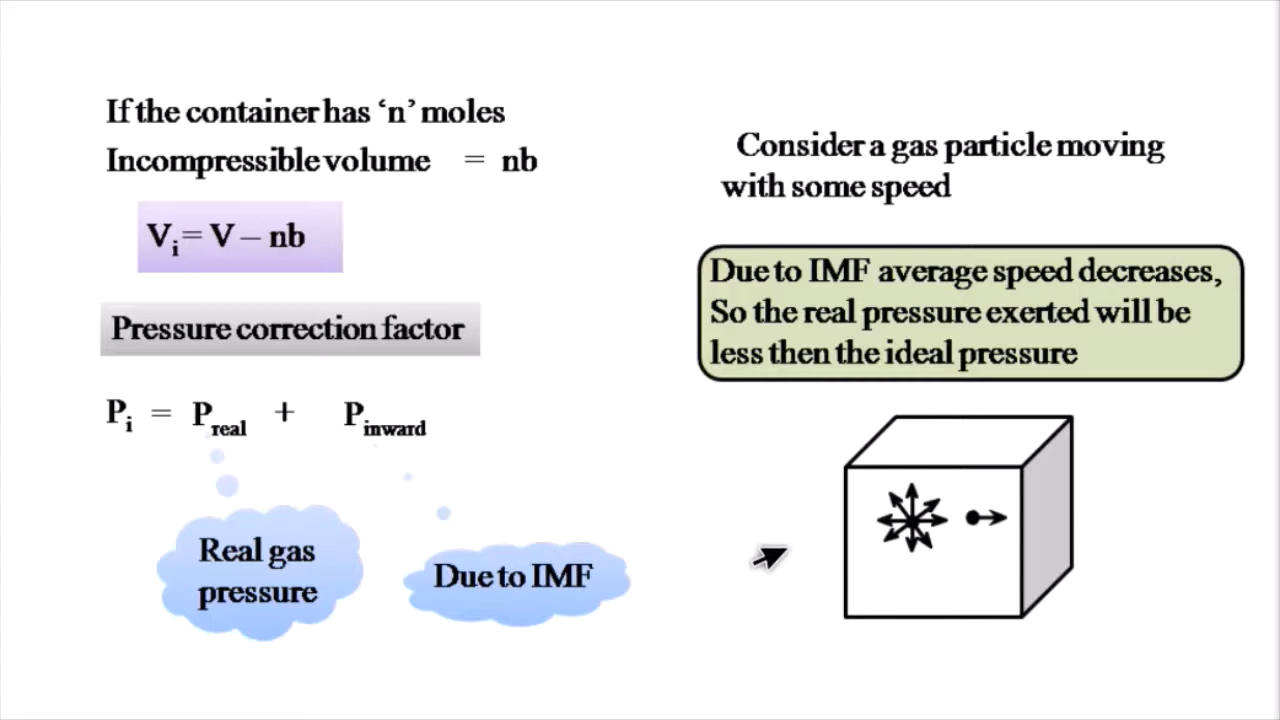 If the container has ‘n’ moles
Incompressible volume = nb
Vi = V – nb
Pressure correction factor
Pi = Preal + Pinward
Real gas
pressure
Due to IMF
Consider a gas particle moving
with some speed
Due to IMF average speed decreases,
So the real pressure exerted will be
less then the ideal pressure